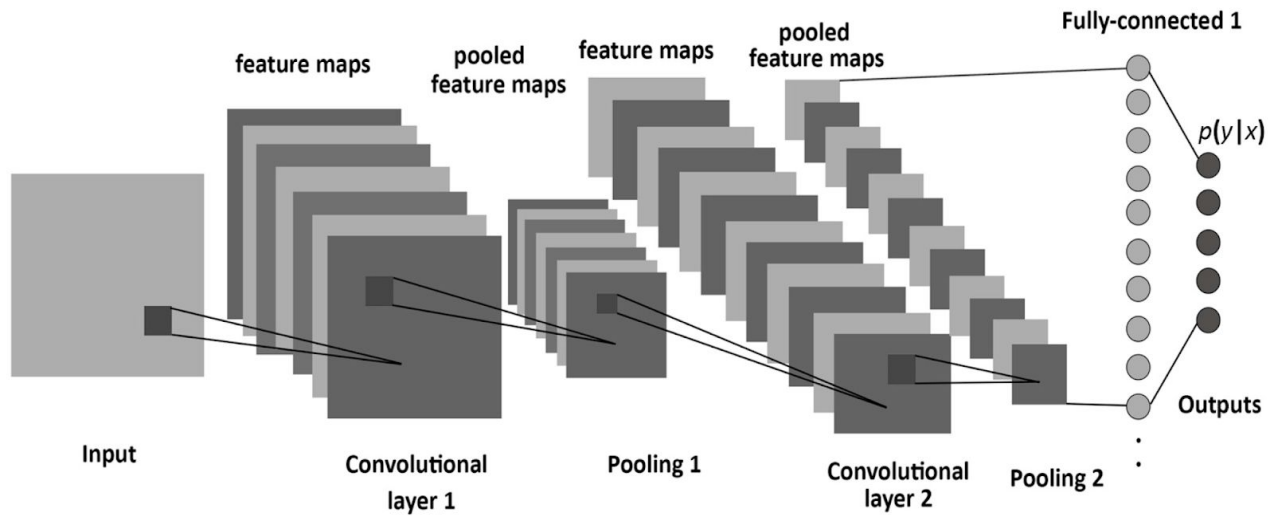 Fully-connected 1
feature maps
pooled
feature maps
feature maps
pooled
feature maps
p(y|x)
Outputs
Input
Convolutional
layer 1
Pooling 1
Convolutional
layer 2
Pooling 2